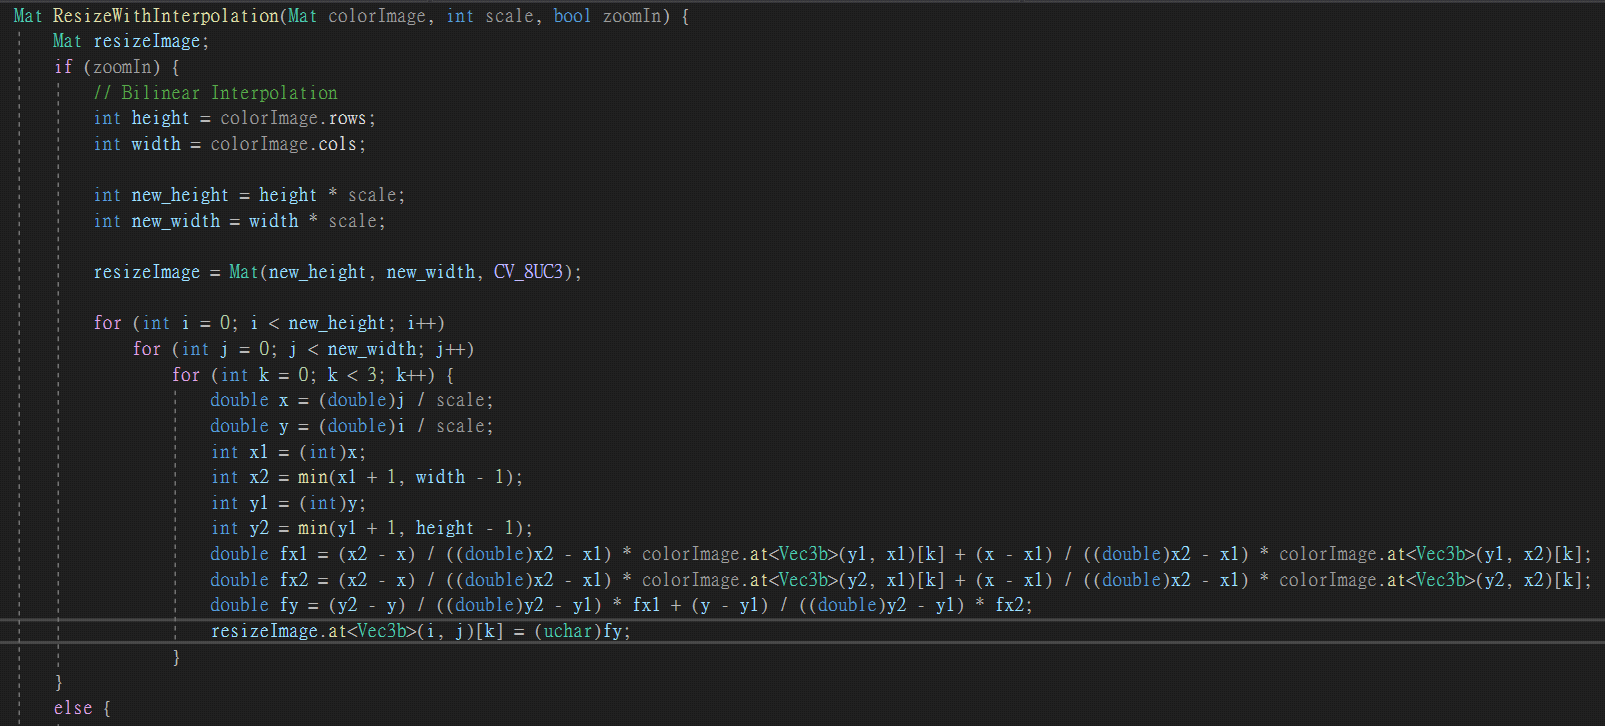 Mat ResizeWithInterpolation(Mat colorImage, int scale, bool zoomIn) {
    Mat resizeImage;
    if (zoomIn) {
        // Bilinear Interpolation
        int height = colorImage.rows;
        int width = colorImage.cols;

        int new_height = height * scale;
        int new_width = width * scale;

        resizeImage = Mat(new_height, new_width, CV_8UC3);

        for (int i = 0; i < new_height; i++)
            for (int j = 0; j < new_width; j++)
                for (int k = 0; k < 3; k++) {
                    double x = (double)j / scale;
                    double y = (double)i / scale;
                    int x1 = (int)x;
                    int x2 = min(x1 + 1, width - 1);
                    int y1 = (int)y;
                    int y2 = min(y1 + 1, height - 1);
                    double fx1 = (x2 - x) / ((double)x2 - x1) * colorImage.at<Vec3b>(y1, x1)[k] + (x - x1) / ((double)x2 - x1) * colorImage.at<Vec3b>(y1, x2)[k];
                    double fx2 = (x2 - x) / ((double)x2 - x1) * colorImage.at<Vec3b>(y2, x1)[k] + (x - x1) / ((double)x2 - x1) * colorImage.at<Vec3b>(y2, x2)[k];
                    double fy = (y2 - y) / ((double)y2 - y1) * fx1 + (y - y1) / ((double)y2 - y1) * fx2;
                    resizeImage.at<Vec3b>(i, j)[k] = (uchar)fy;
                }
    }
    else {